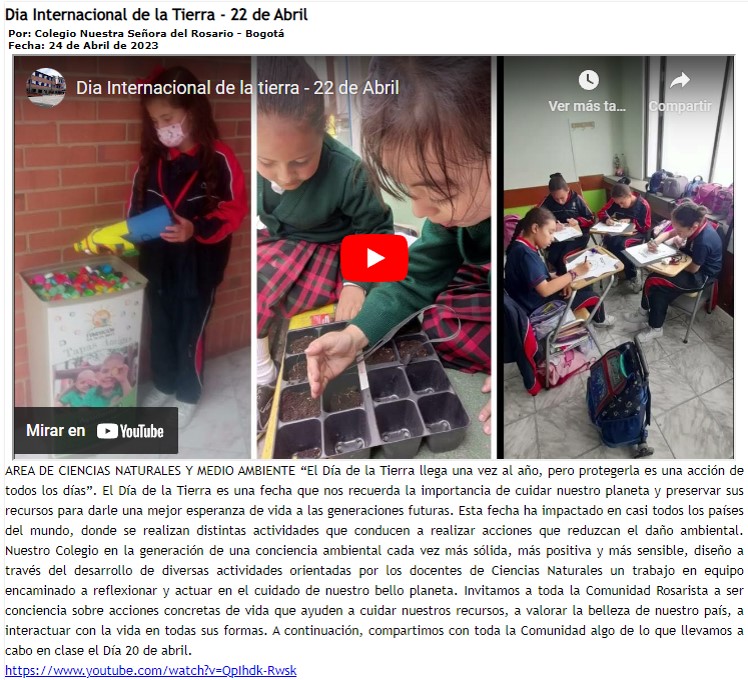 Dia Internacional de la Tierra - 22 de Abril
Por: Colegio Nuestra Señora del Rosario - Bogotá
Fecha: 24 de Abril de 2023
Dia Internacional de la tierra - 22 de Abril
Ver más ta...
Compartir
Tapas
Mirar en YouTube
AREA DE CIENCIAS NATURALES Y MEDIO AMBIENTE “El Día de la Tierra llega una vez al año, pero protegerla es una acción de
todos los días”. El Día de la Tierra es una fecha que nos recuerda la importancia de cuidar nuestro planeta y preservar sus
recursos para darle una mejor esperanza de vida a las generaciones futuras. Esta fecha ha impactado en casi todos los países
del mundo, donde se realizan distintas actividades que conducen a realizar acciones que reduzcan el daño ambiental.
Nuestro Colegio en la generación de una conciencia ambiental cada vez más sólida, más positiva y más sensible, diseño a
través del desarrollo de diversas actividades orientadas por los docentes de Ciencias Naturales un trabajo en equipo
encaminado a reflexionar y actuar en el cuidado de nuestro bello planeta. Invitamos a toda la Comunidad Rosarista a ser
conciencia sobre acciones concretas de vida que ayuden a cuidar nuestros recursos, a valorar la belleza de nuestro país, a
interactuar con la vida en todas sus formas. A continuación, compartimos con toda la Comunidad algo de lo que llevamos a
cabo en clase el Día 20 de abril.
https://www.youtube.com/watch?v=QpIhdk-Rwsk